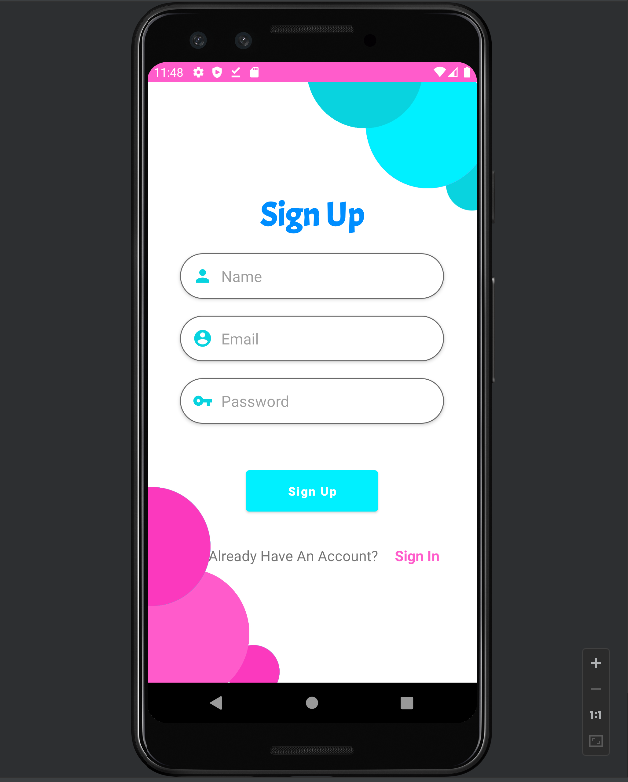 11:48
Sign Up
Name
Email
Password
Sign Up
Already Have An Account? Sign In
1:1